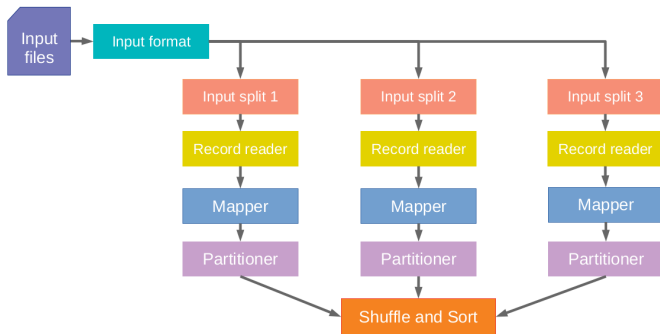 Input
files
Input format
Input split 1
Input split 2
Input split 3
Record reader
Record reader
Record reader
Mapper
Mapper
Mapper
Partitioner
Partitioner
Partitioner
Shuffle and Sort